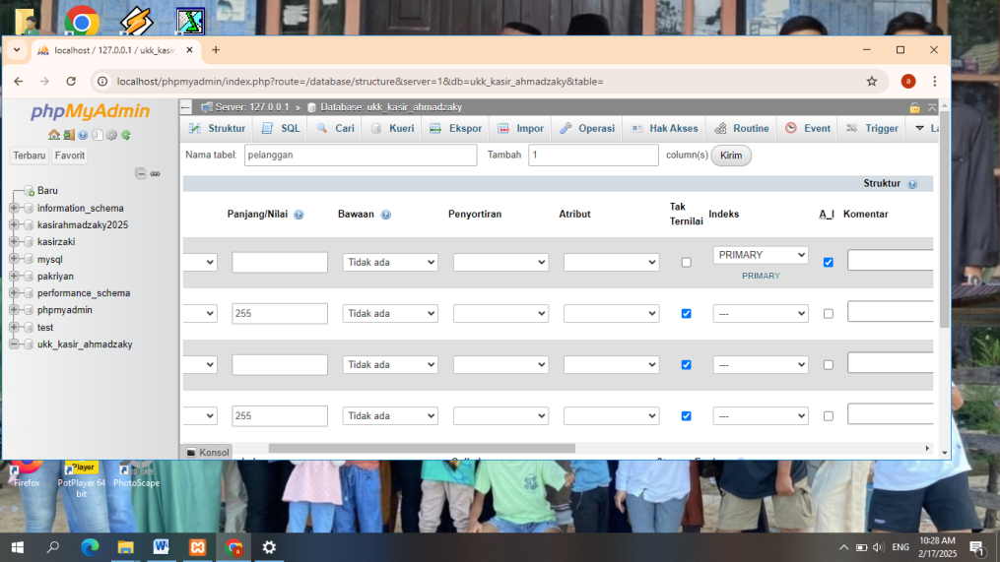 localhost / 127.0.0.1 / ukk_kasir
localhost/phpmyadmin/index.php?route=/database/structure&server=1&db=ukk_kasir_ahmadzaky&table=
a
phpMyAdmin
Server: 127.0.0.1 » Database: ukk_kasir_ahmadzaky
Struktur SQL Cari Kueri Ekspor Impor Operasi Hak Akses Routine Event Trigger La
Terbaru Favorit
Nama tabel: pelanggan Tambah 1 column(s) Kirim
Struktur
Baru
information_schema
kasirahmadzaky2025
kasirzaki
mysql
pakriyan
performance_schema
phpmyadmin
test
ukk_kasir_ahmadzaky
Panjang/Nilai Bawaan Penyortiran Atribut Tak Ternilai Indeks A_I Komentar
Tidak ada PRIMARY
PRIMARY
255 Tidak ada ---
Tidak ada ---
255 Tidak ada ---
Konsol
Firefox
PotPlayer 64 bit
PhotoScape
ENG
10:28 AM
2/17/2025
1